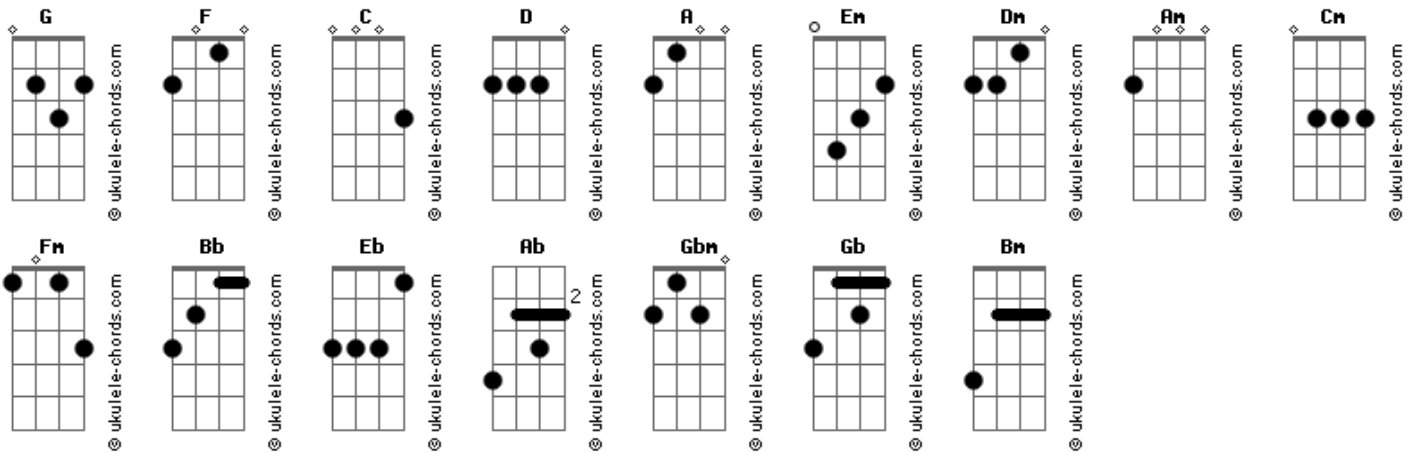 G F C D A Em Dm Am Cm
© ukulele-chords.com © ukulele-chords.com © ukulele-chords.com © ukulele-chords.com © ukulele-chords.com © ukulele-chords.com © ukulele-chords.com © ukulele-chords.com © ukulele-chords.com
Fm Bb Eb Ab Gbm Gb Bm
2
© ukulele-chords.com © ukulele-chords.com © ukulele-chords.com © ukulele-chords.com © ukulele-chords.com © ukulele-chords.com © ukulele-chords.com